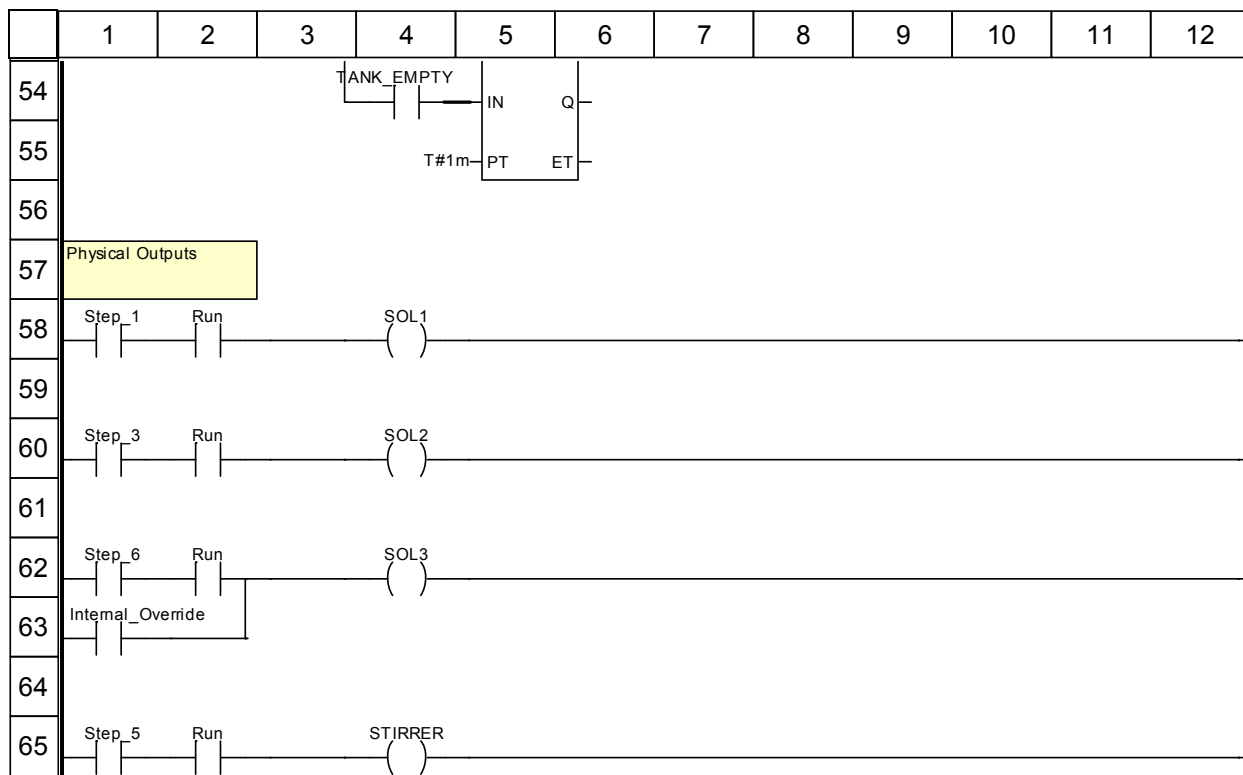 1 2 3 4 5 6 7 8 9 10 11 12
TANK_EMPTY
54 IN Q
55 T#1m PT ET
56
57 Physical Outputs
Step_1 Run SOL1
58
59
Step_3 Run SOL2
60
61
Step_6 Run SOL3
62
Internal_Override
63
64
Step_5 Run STIRRER
65